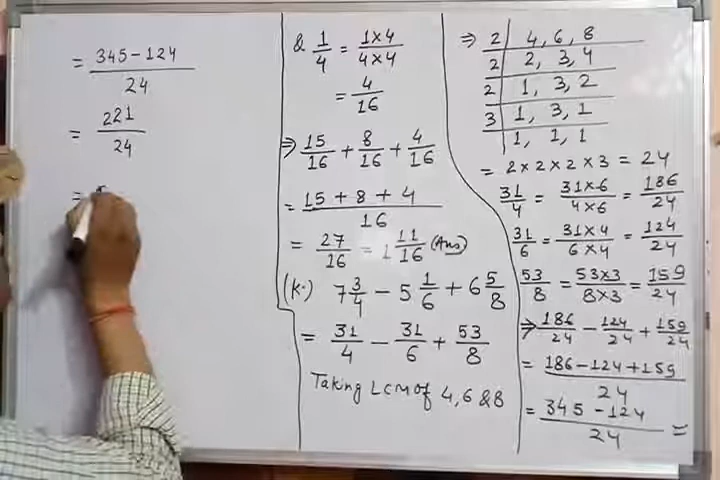 & 1/4 = 1×4/4×4
= 4/16
⇒ 15/16 + 8/16 + 4/16
= 15 + 8 + 4/16
= 27/16 = 1 11/16 (Ans)
(K.) 7 3/4 − 5 1/6 + 6 5/8
= 31/4 − 31/6 + 53/8
Taking LCM of 4, 6 & 8
⇒ 2 | 4, 6, 8
2 | 2, 3, 4
2 | 1, 3, 2
3 | 1, 3, 1
1, 1, 1
= 2×2×2×3 = 24
31/4 = 31×6/4×6 = 186/24
31/6 = 31×4/6×4 = 124/24
53/8 = 53×3/8×3 = 159/24
⇒ 186/24 − 124/24 + 159/24
= 186−124+159/24
= 345−124/24 =
= 345−124/24
= 221/24
=